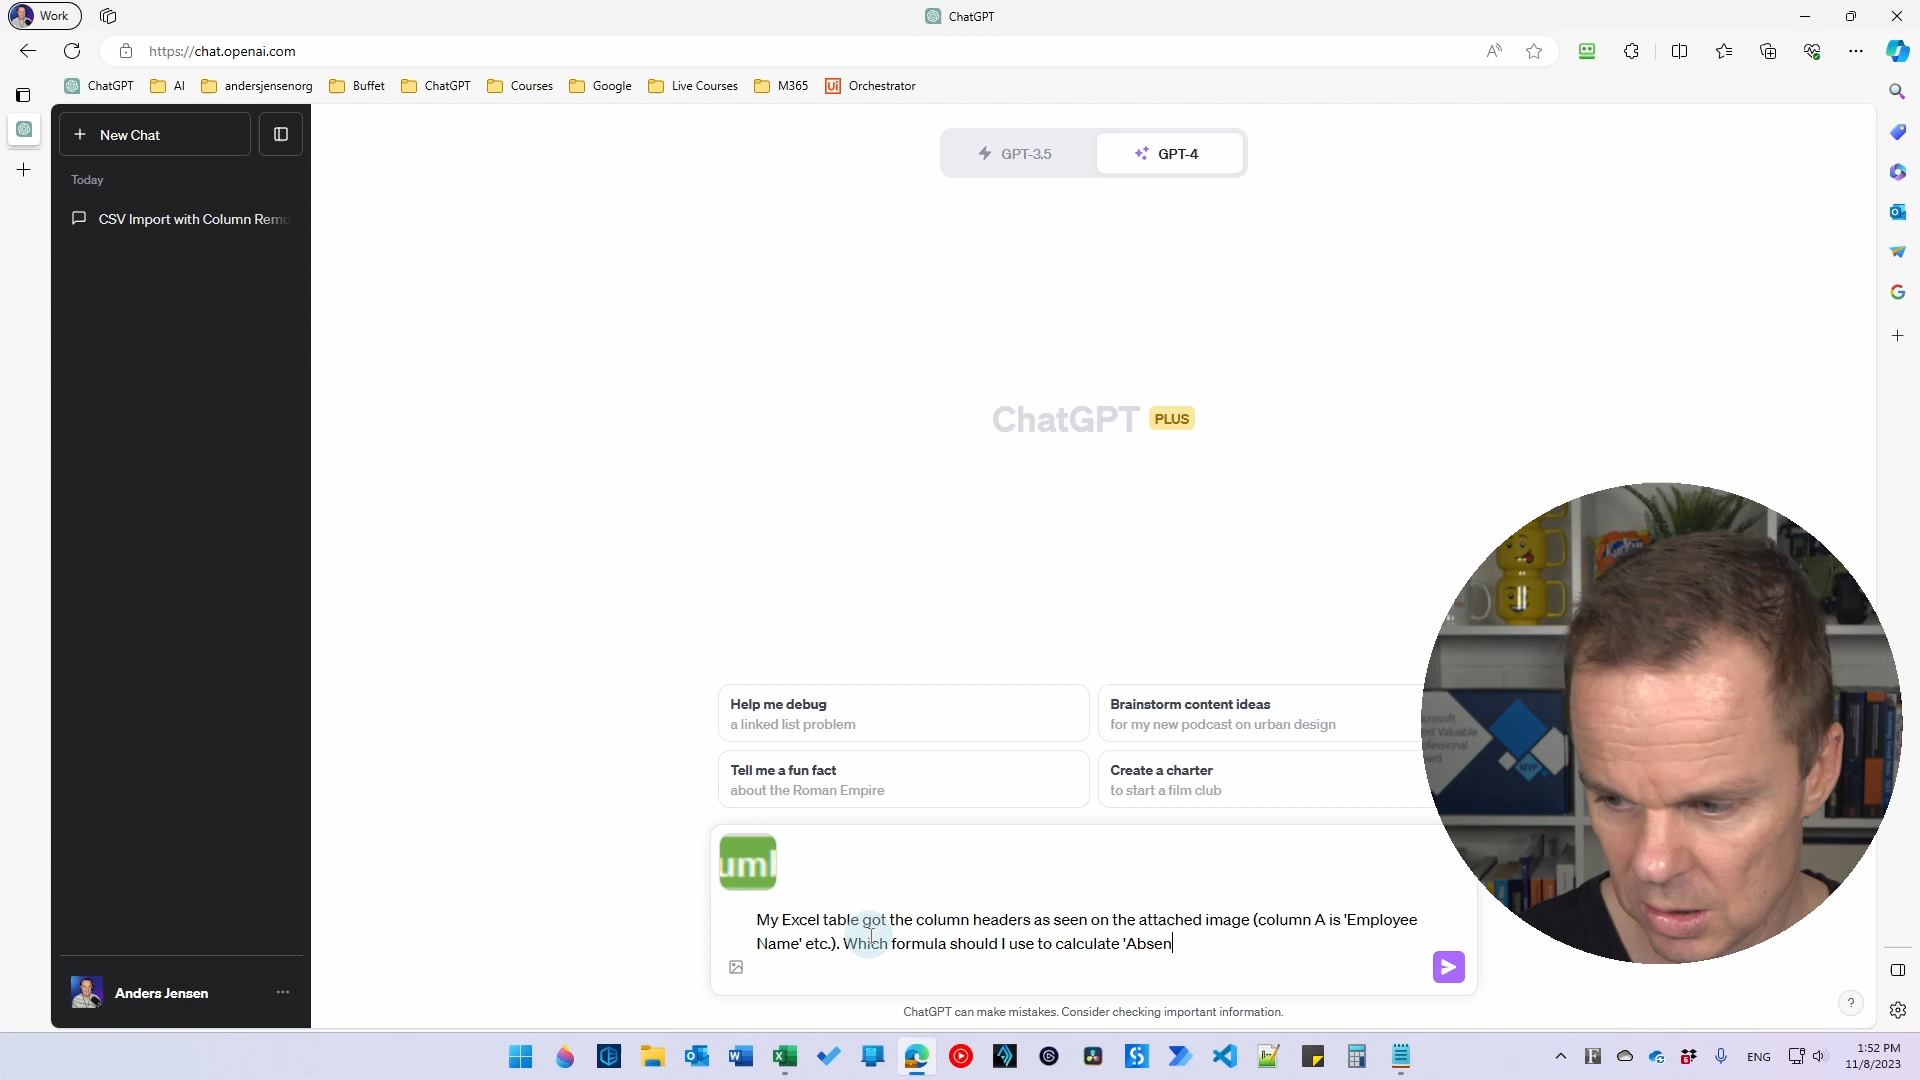 Work
ChatGPT
https://chat.openai.com
ChatGPT AI andersjensenorg Buffet ChatGPT Courses Google Live Courses M365 Ui Orchestrator
New Chat
GPT-3.5 GPT-4
Today
CSV Import with Column Remo
ChatGPT PLUS
Help me debug
a linked list problem
Brainstorm content ideas
for my new podcast on urban design
Tell me a fun fact
about the Roman Empire
Create a charter
to start a film club
uml
My Excel table got the column headers as seen on the attached image (column A is 'Employee
Name' etc.). Which formula should I use to calculate 'Absen
Anders Jensen
ChatGPT can make mistakes. Consider checking important information.
?
MVP
ENG
1:52 PM
11/8/2023